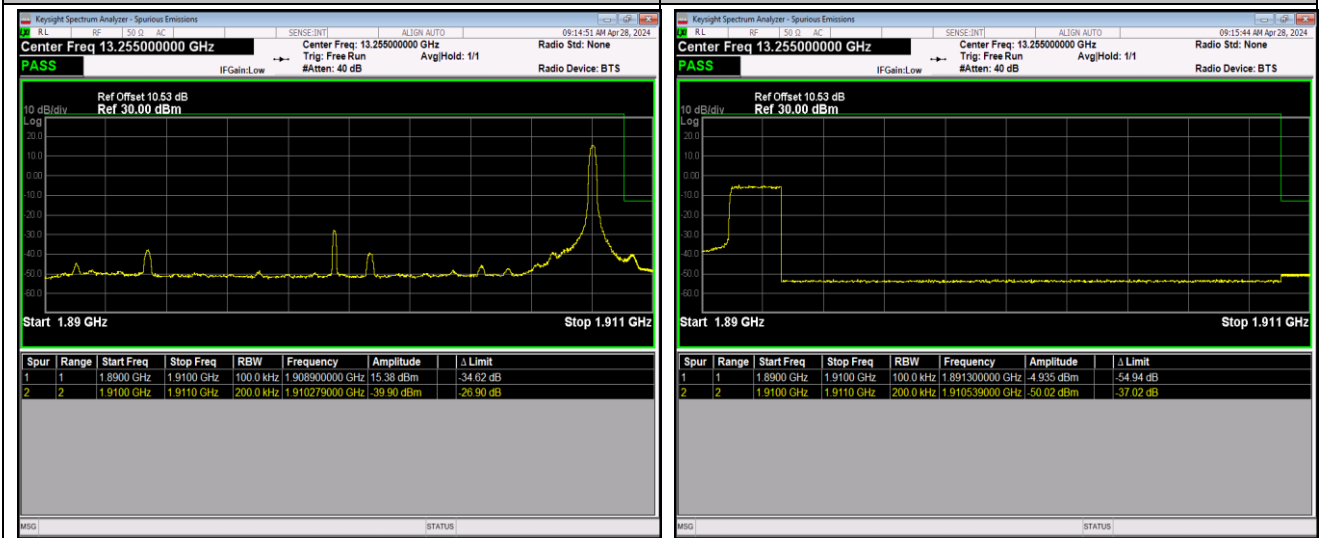 Keysight Spectrum Analyzer - Spurious Emissions
RL RF 50 Ω AC SENSE:INT ALIGN AUTO 09:14:51 AM Apr 28, 2024
Center Freq 13.255000000 GHz Center Freq: 13.255000000 GHz Radio Std: None
Trig: Free Run Avg|Hold: 1/1
PASS IFGain:Low #Atten: 40 dB Radio Device: BTS
Ref Offset 10.53 dB
10 dB/div Ref 30.00 dBm
Log
20.0
10.0
0.00
-10.0
-20.0
-30.0
-40.0
-50.0
-60.0
Start 1.89 GHz Stop 1.911 GHz
Spur Range Start Freq Stop Freq RBW Frequency Amplitude Δ Limit
1 1 1.8900 GHz 1.9100 GHz 100.0 kHz 1.908900000 GHz 15.38 dBm -34.62 dB
2 2 1.9100 GHz 1.9110 GHz 200.0 kHz 1.910279000 GHz -39.90 dBm -26.90 dB
MSG STATUS
Keysight Spectrum Analyzer - Spurious Emissions
RL RF 50 Ω AC SENSE:INT ALIGN AUTO 09:15:44 AM Apr 28, 2024
Center Freq 13.255000000 GHz Center Freq: 13.255000000 GHz Radio Std: None
Trig: Free Run Avg|Hold: 1/1
PASS IFGain:Low #Atten: 40 dB Radio Device: BTS
Ref Offset 10.53 dB
10 dB/div Ref 30.00 dBm
Log
20.0
10.0
0.00
-10.0
-20.0
-30.0
-40.0
-50.0
-60.0
Start 1.89 GHz Stop 1.911 GHz
Spur Range Start Freq Stop Freq RBW Frequency Amplitude Δ Limit
1 1 1.8900 GHz 1.9100 GHz 100.0 kHz 1.891300000 GHz -4.935 dBm -54.94 dB
2 2 1.9100 GHz 1.9110 GHz 200.0 kHz 1.910539000 GHz -50.02 dBm -37.02 dB
MSG STATUS